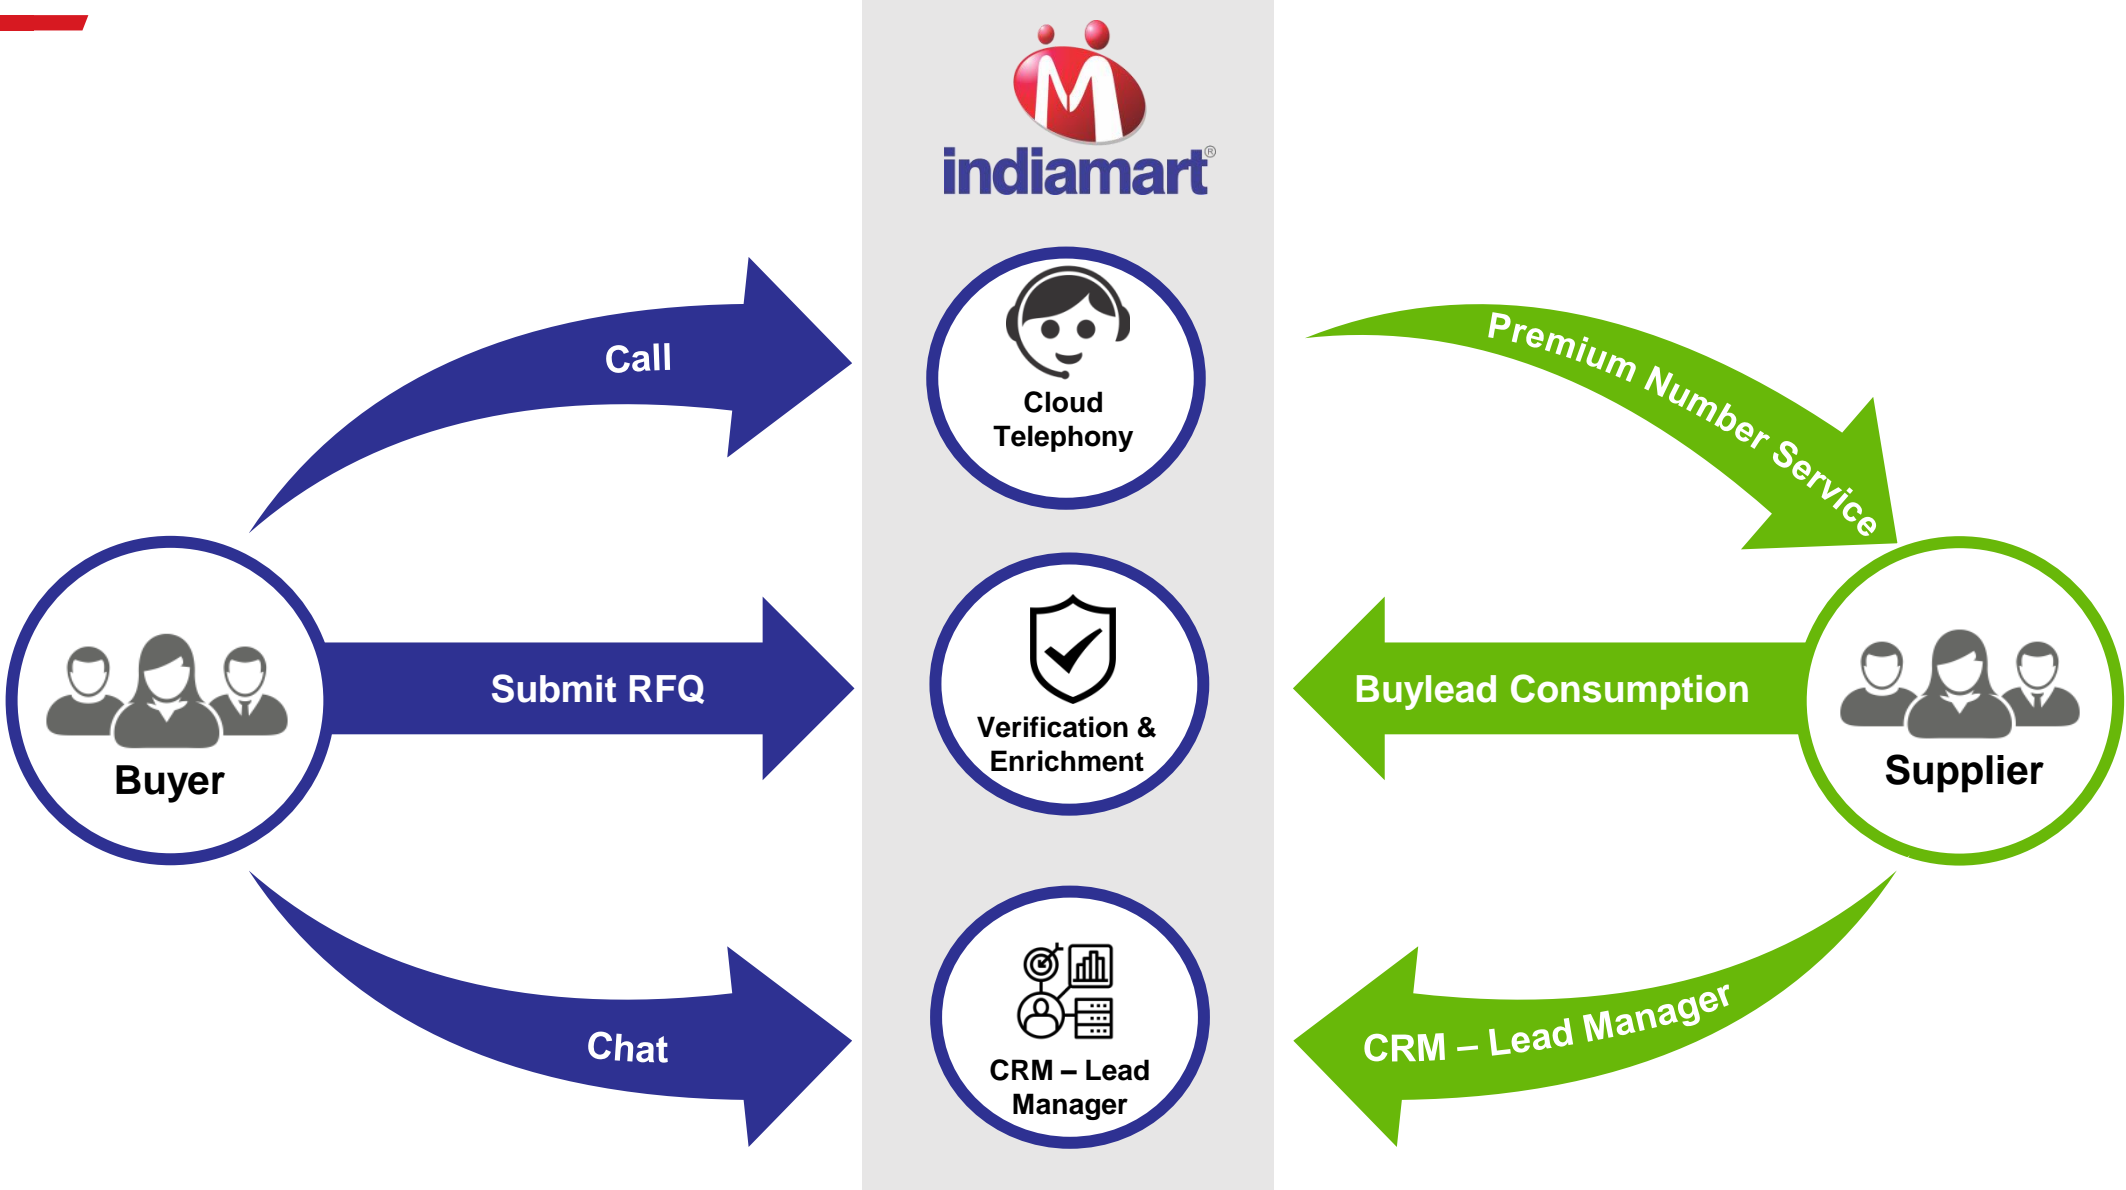 indiamart®
Call
Cloud
Telephony
Premium Number Service
Submit RFQ
Verification &
Enrichment
Buylead Consumption
Buyer
Supplier
Chat
CRM – Lead
Manager
CRM – Lead Manager